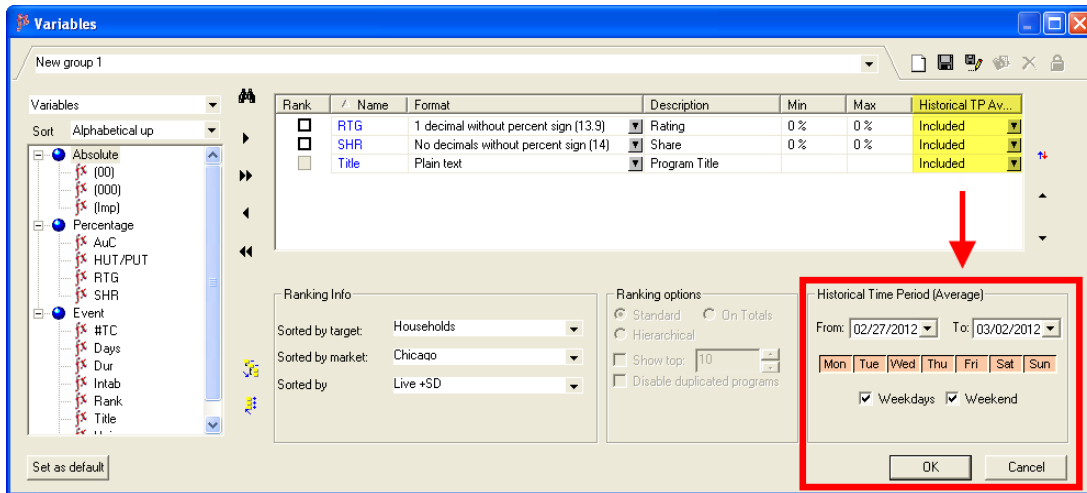 Variables
New group 1
Variables
Sort Alphabetical up
Absolute
(00)
(000)
(Imp)
Percentage
AuC
HUT/PUT
RTG
SHR
Event
#TC
Days
Dur
Intab
Rank
Title
Set as default
Rank Name Format Description Min Max Historical TP Av...
RTG 1 decimal without percent sign (13.9) Rating 0 % 0 % Included
SHR No decimals without percent sign (14) Share 0 % 0 % Included
Title Plain text Program Title Included
Ranking Info
Sorted by target: Households
Sorted by market: Chicago
Sorted by Live +SD
Ranking options
Standard On Totals
Hierarchical
Show top: 10
Disable duplicated programs
Historical Time Period (Average)
From: 02/27/2012 To: 03/02/2012
Mon Tue Wed Thu Fri Sat Sun
Weekdays Weekend
OK Cancel